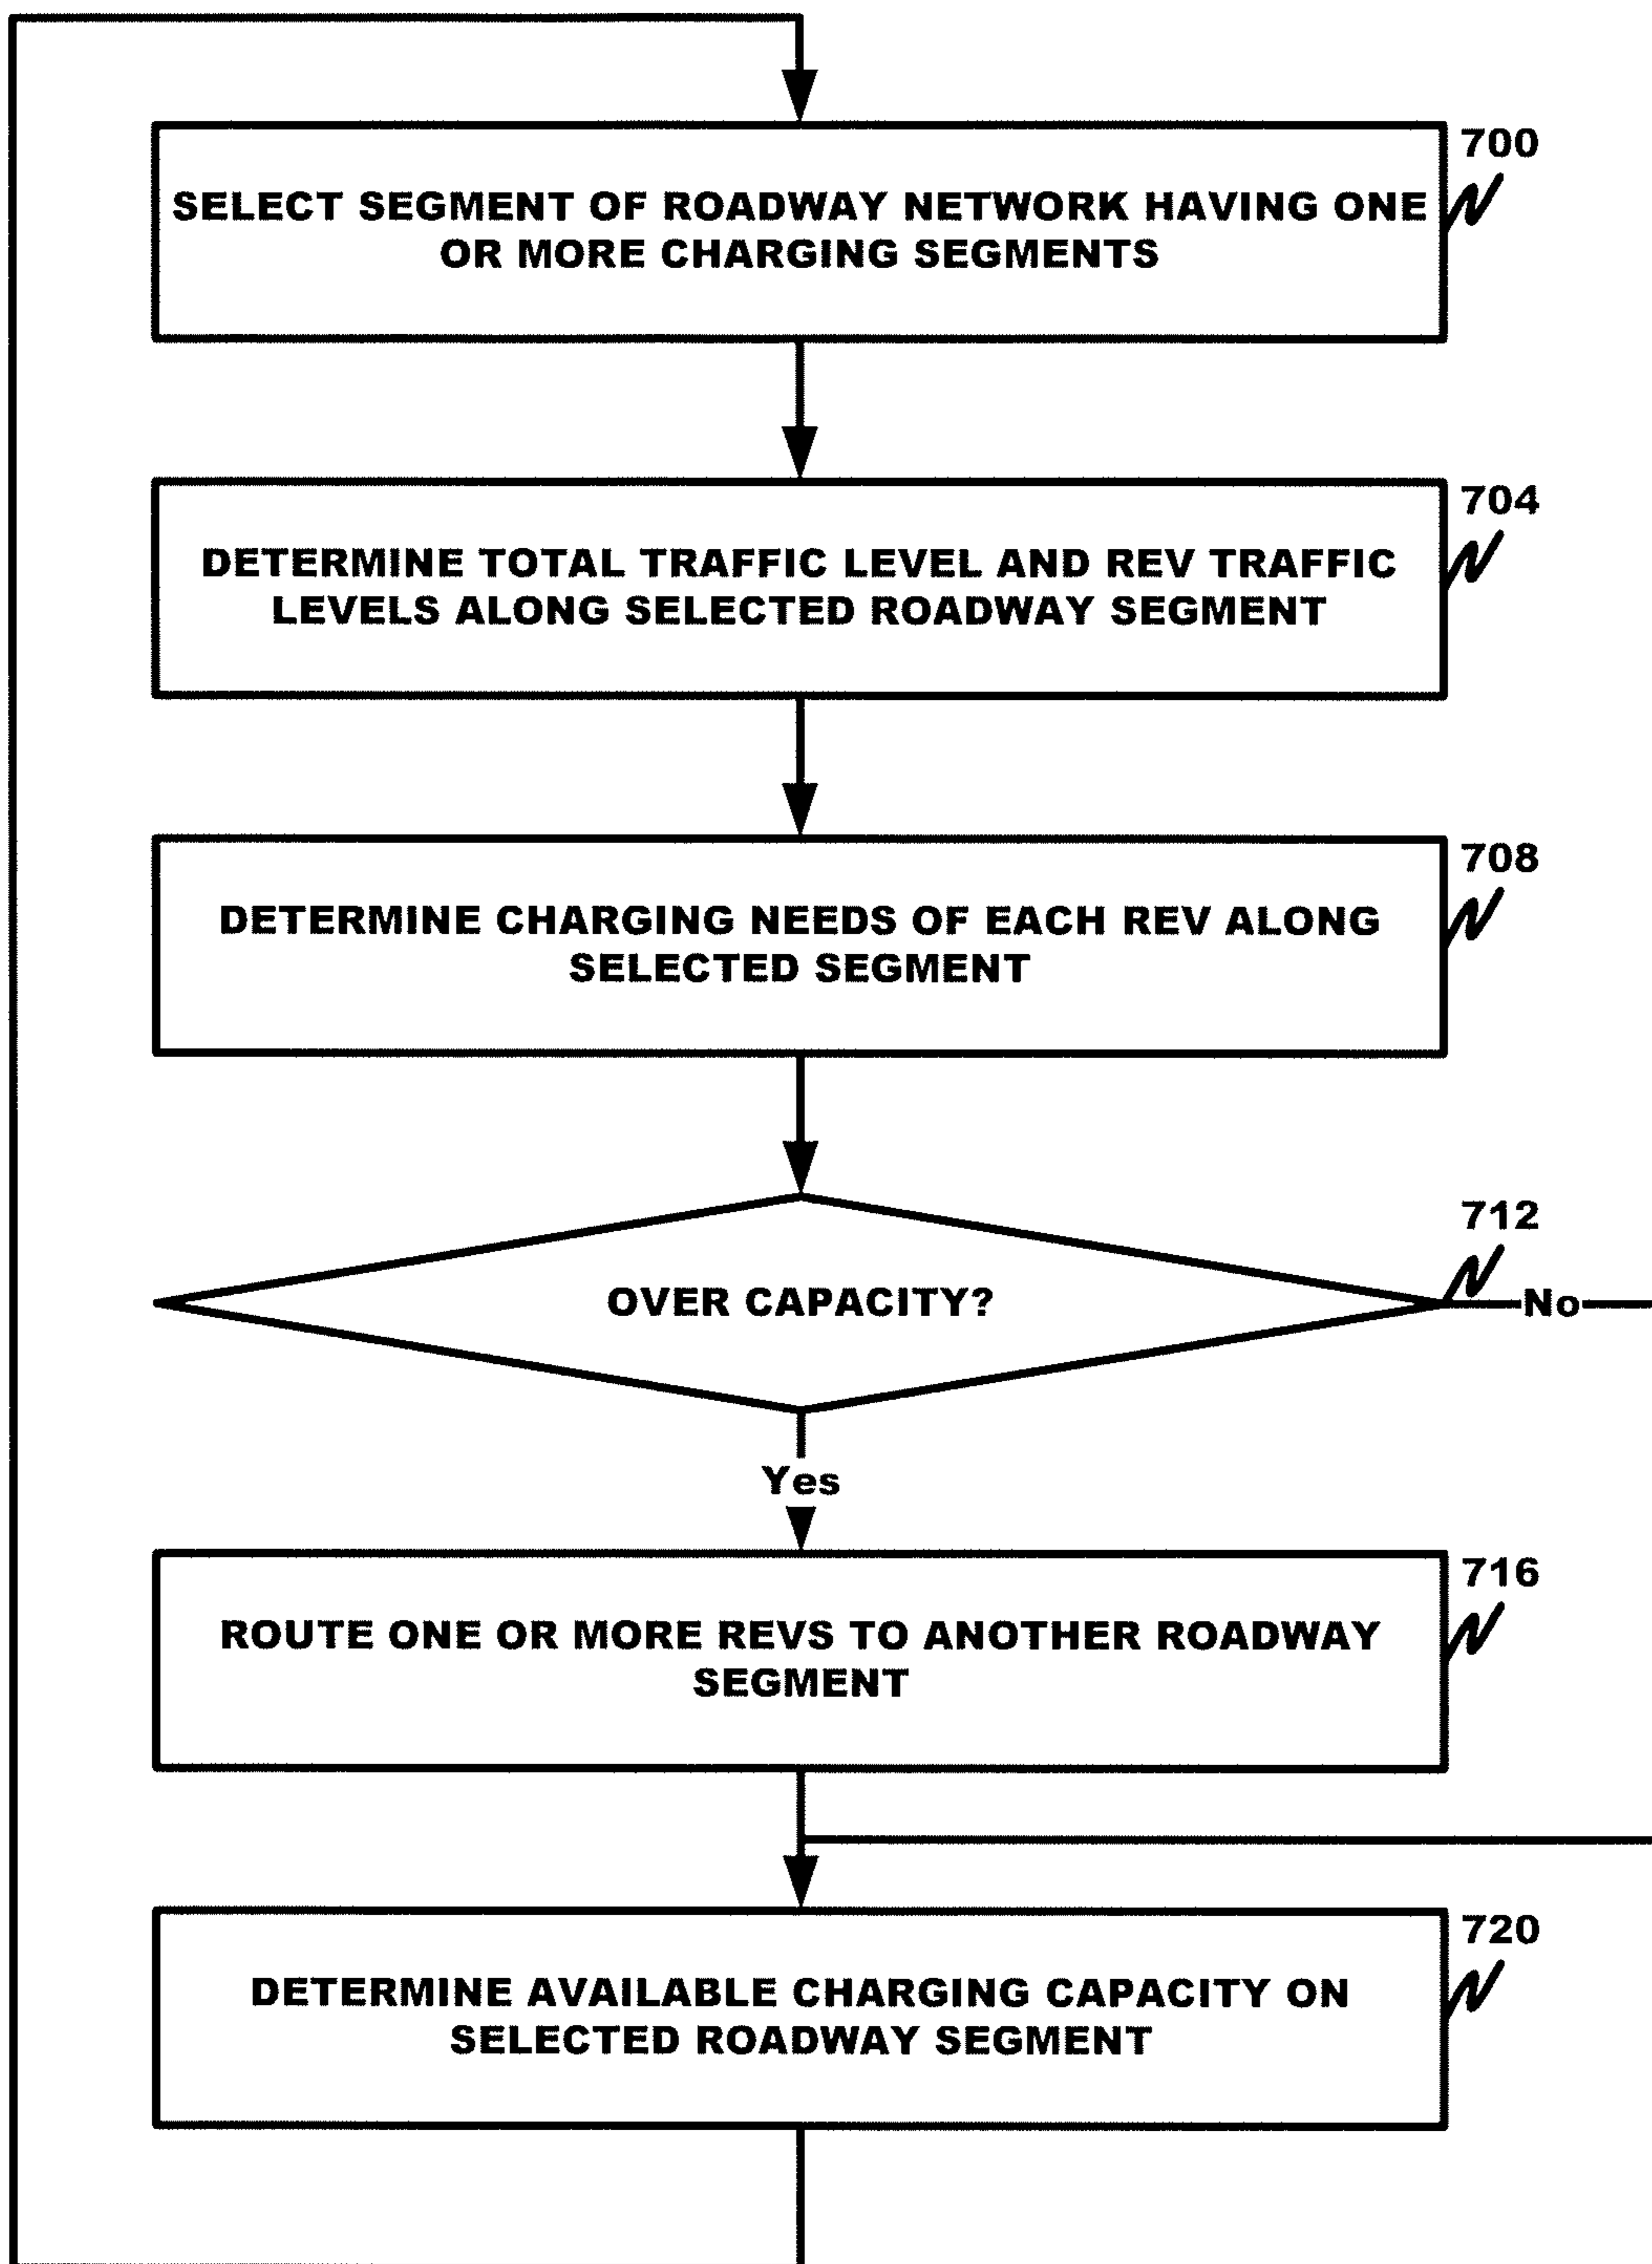 700
SELECT SEGMENT OF ROADWAY NETWORK HAVING ONE
OR MORE CHARGING SEGMENTS
704
DETERMINE TOTAL TRAFFIC LEVEL AND REV TRAFFIC
LEVELS ALONG SELECTED ROADWAY SEGMENT
708
DETERMINE CHARGING NEEDS OF EACH REV ALONG
SELECTED SEGMENT
712
OVER CAPACITY?
No
Yes
716
ROUTE ONE OR MORE REVS TO ANOTHER ROADWAY
SEGMENT
720
DETERMINE AVAILABLE CHARGING CAPACITY ON
SELECTED ROADWAY SEGMENT